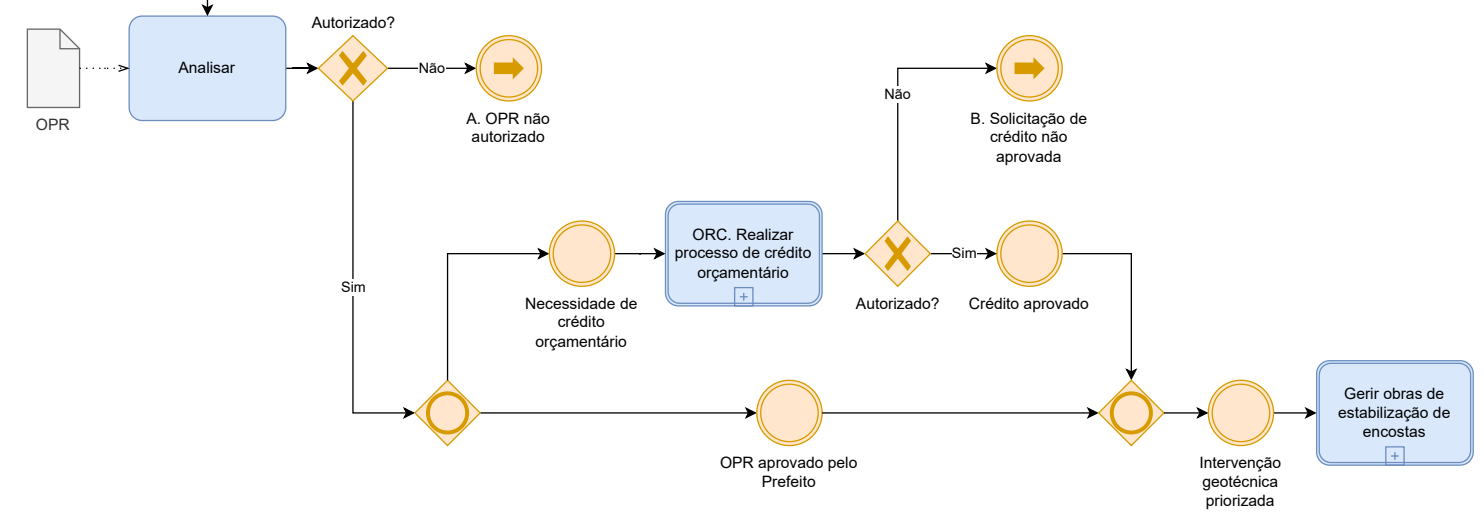 Autorizado?
Analisar
OPR
Não
A. OPR não
autorizado
Não
B. Solicitação de
crédito não
aprovada
Sim
Necessidade de
crédito
orçamentário
ORC. Realizar
processo de crédito
orçamentário
Autorizado?
Sim
Crédito aprovado
OPR aprovado pelo
Prefeito
Intervenção
geotécnica
priorizada
Gerir obras de
estabilização de
encostas